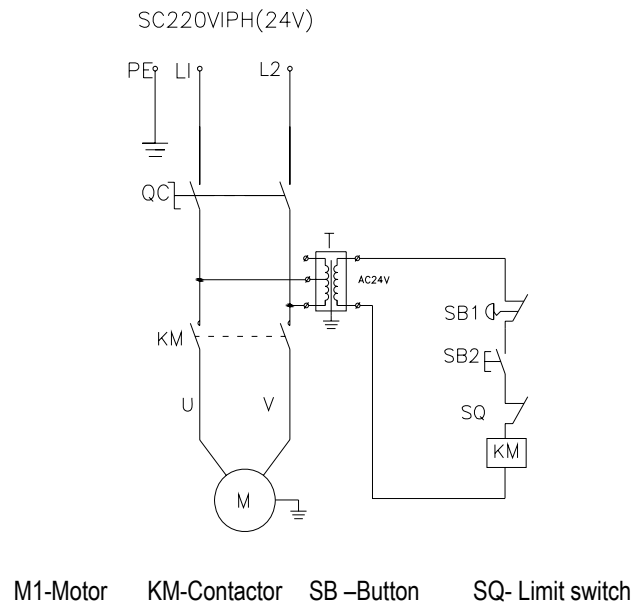 SC220VIPH(24V)
PE LI L2
QC
T
AC24V
SB1
KM
SB2
U V
SQ
KM
M
M1-Motor KM-Contactor SB –Button SQ- Limit switch